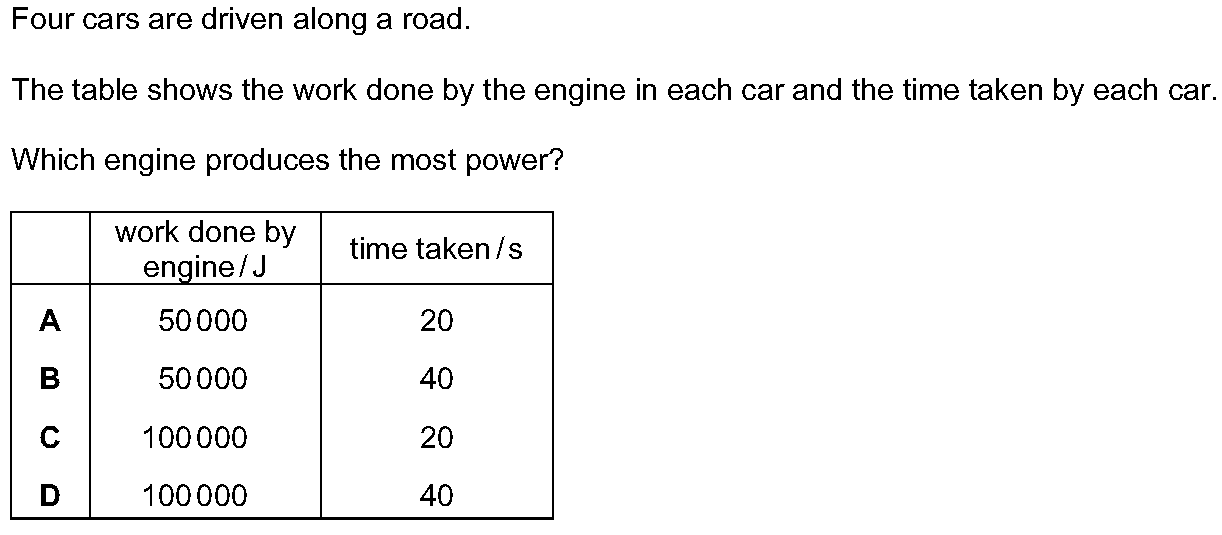 Four cars are driven along a road.
The table shows the work done by the engine in each car and the time taken by each car.
Which engine produces the most power?
work done by
engine / J
time taken / s
A 50 000 20
B 50 000 40
C 100 000 20
D 100 000 40